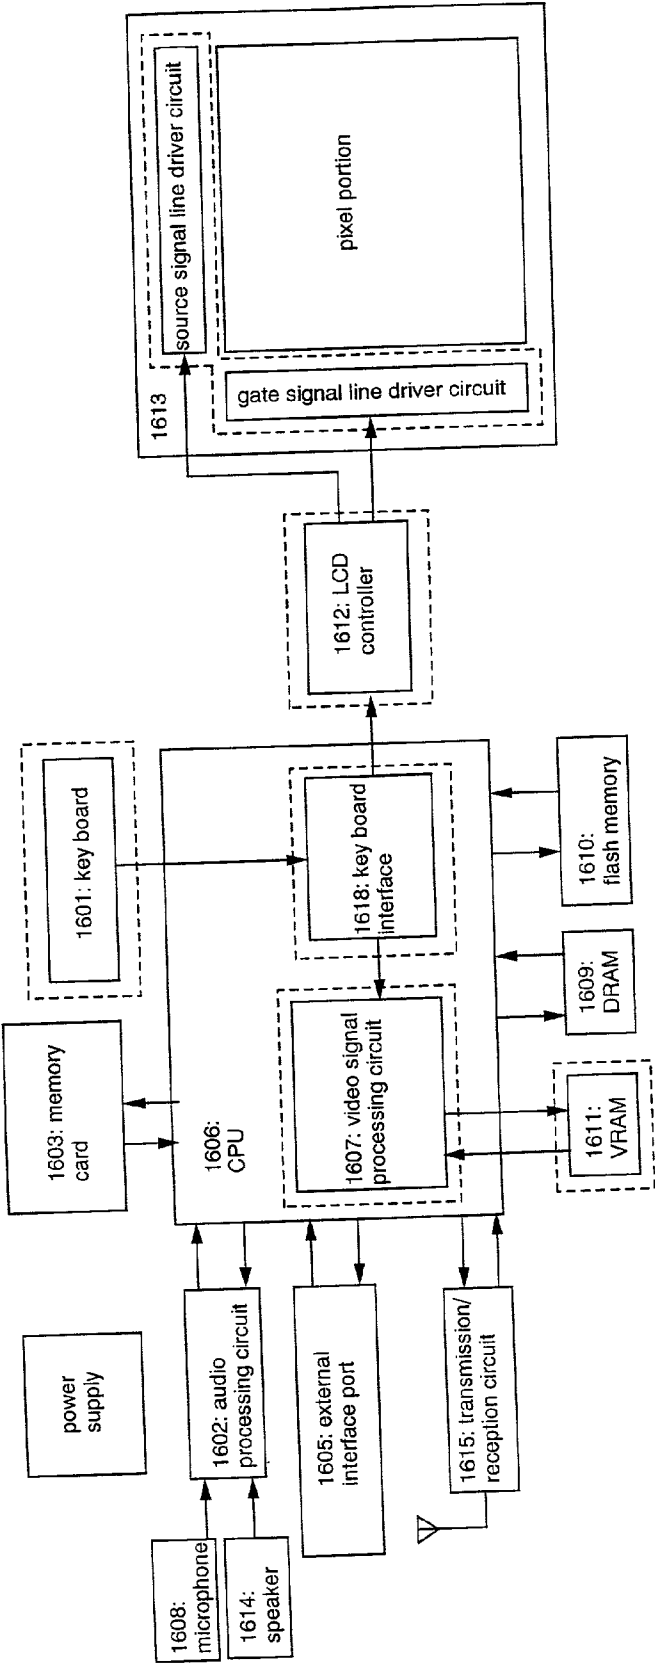 power
supply
1608:
microphone
1614:
speaker
1602: audio
processing circuit
1605: external
interface port
1615: transmission/
reception circuit
1603: memory
card
1606:
CPU
1607: video signal
processing circuit
1611:
VRAM
1601: key board
1618: key board
interface
1609:
DRAM
1610:
flash memory
1612: LCD
controller
1613
source signal line driver circuit
gate signal line driver circuit
pixel portion